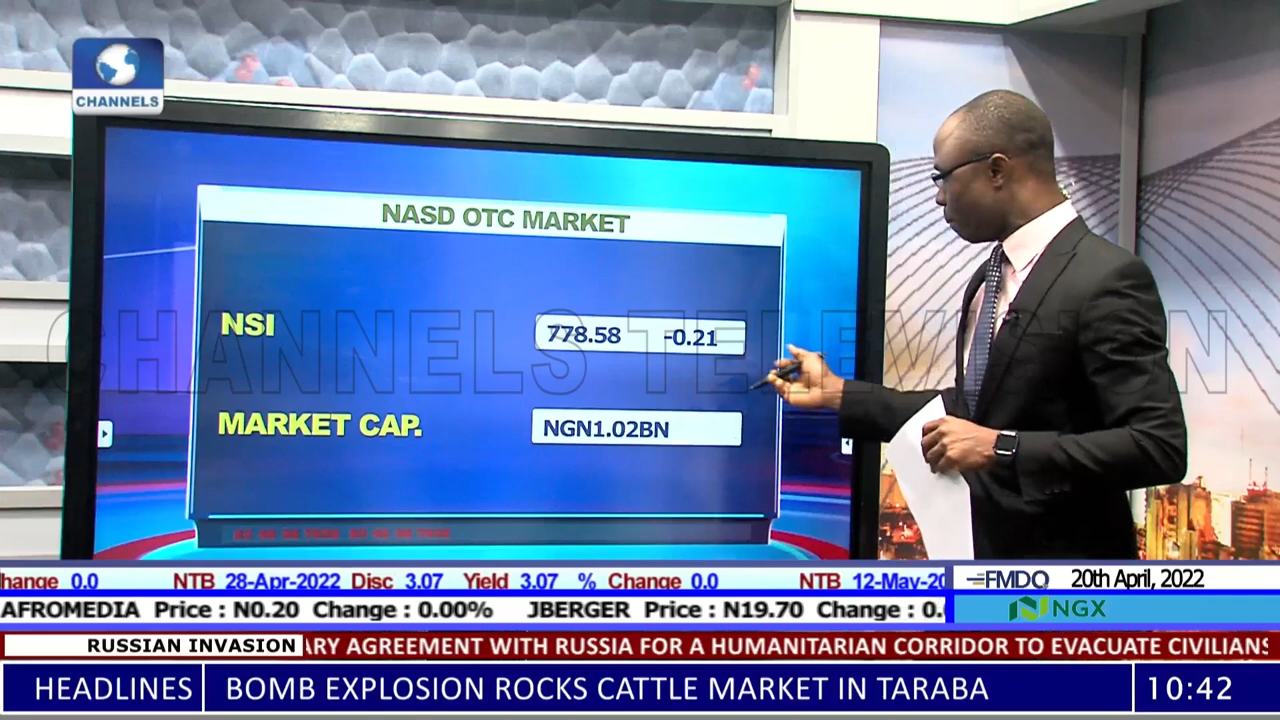 CHANNELS
NASD OTC MARKET
NSI 778.58 -0.21
CHANNELS TELEVISION
MARKET CAP. NGN1.02BN
hange 0.0 NTB 28-Apr-2022 Disc 3.07 Yield 3.07 % Change 0.0 NTB 12-May-20
FMDQ 20th April, 2022
AFROMEDIA Price : N0.20 Change : 0.00% JBERGER Price : N19.70 Change : 0.
NGX
RUSSIAN INVASION ARY AGREEMENT WITH RUSSIA FOR A HUMANITARIAN CORRIDOR TO EVACUATE CIVILIANS
HEADLINES BOMB EXPLOSION ROCKS CATTLE MARKET IN TARABA 10:42